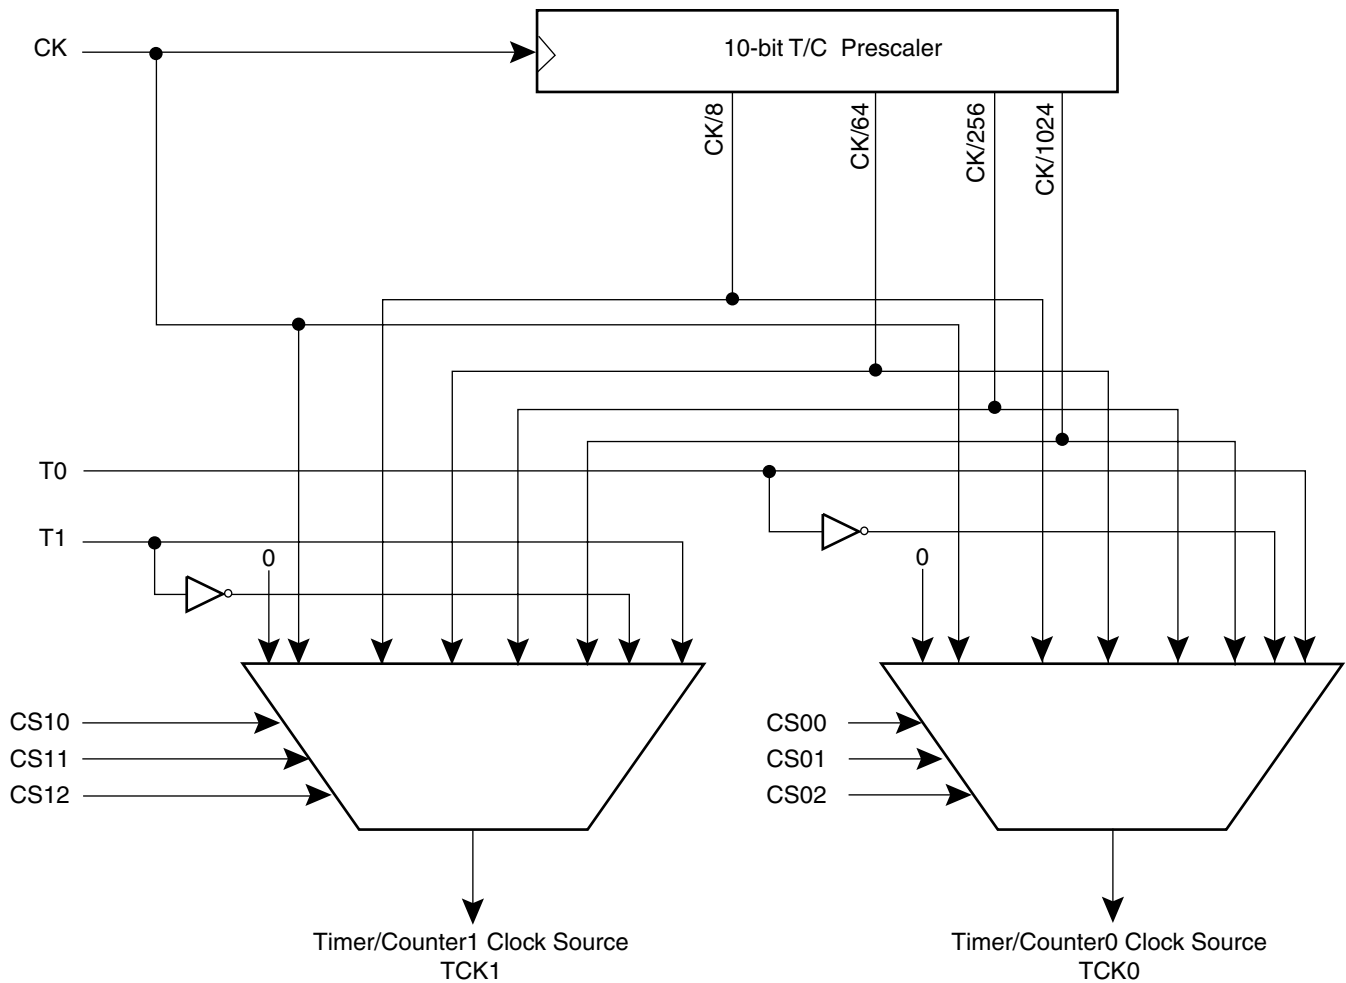 CK
10-bit T/C Prescaler
CK/8
CK/64
CK/256
CK/1024
T0
T1
0
0
CS10
CS11
CS12
CS00
CS01
CS02
Timer/Counter1 Clock Source
TCK1
Timer/Counter0 Clock Source
TCK0